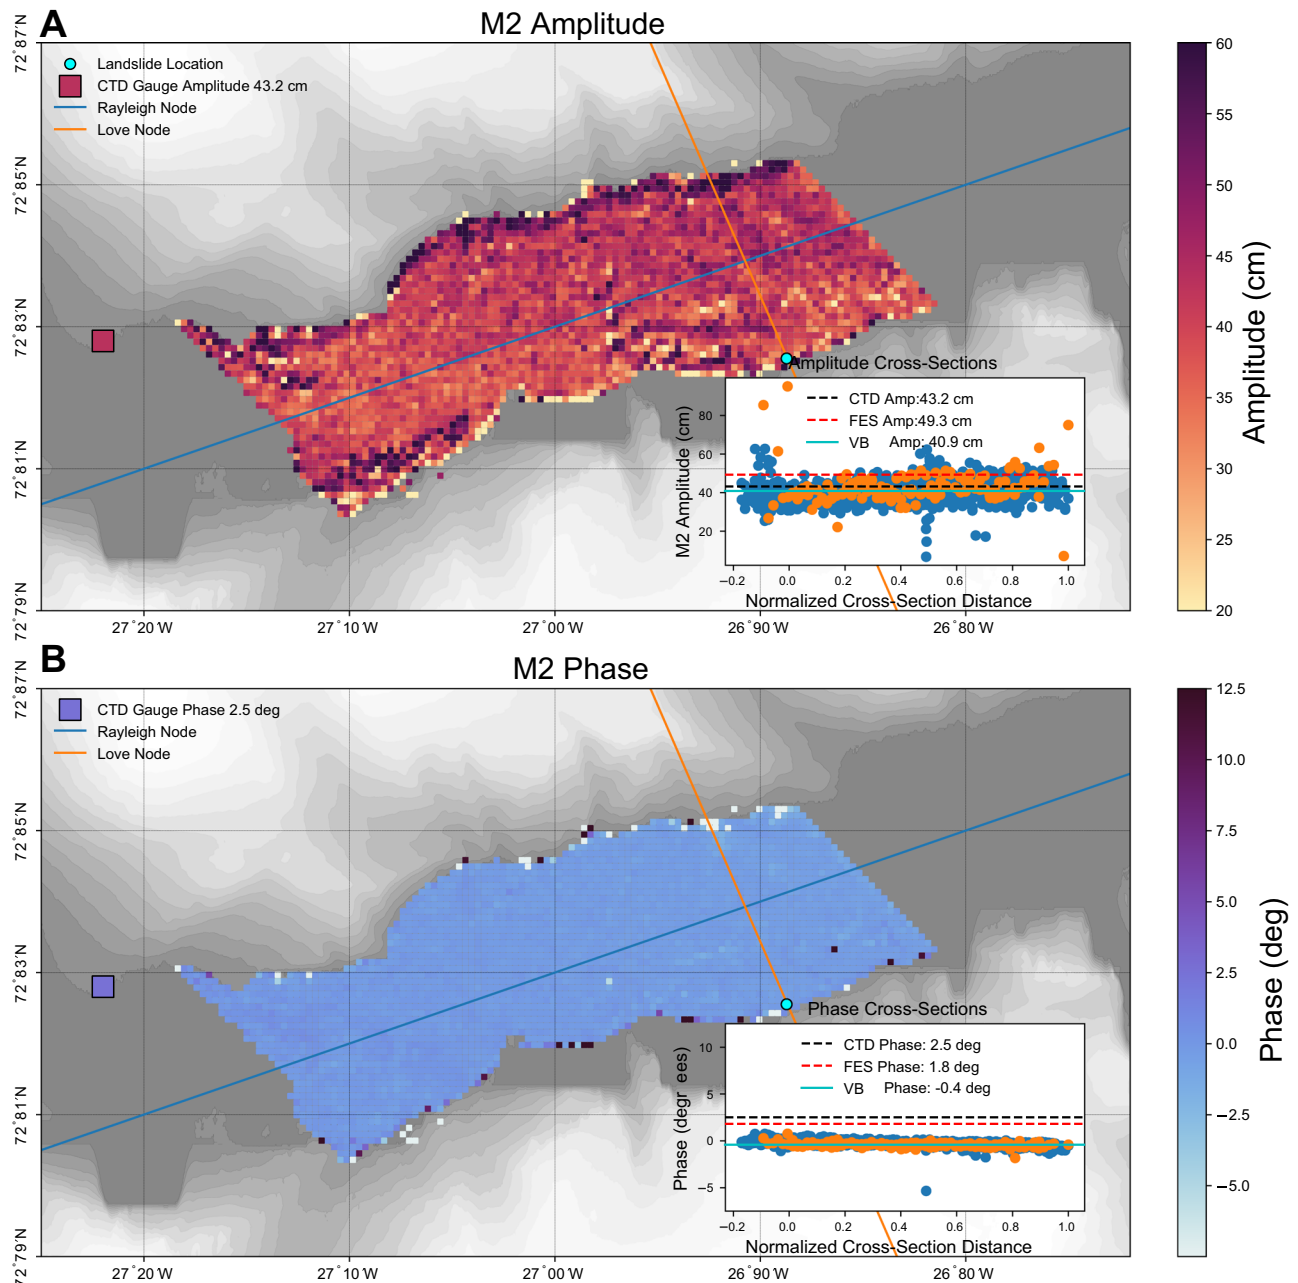 A
M2 Amplitude
Landslide Location
CTD Gauge Amplitude 43.2 cm
Rayleigh Node
Love Node
72°87′N
72°85′N
72°83′N
72°81′N
72°79′N
27°20′W
27°10′W
27°00′W
26°90′W
26°80′W
60
55
50
45
40
35
30
25
20
Amplitude (cm)
Amplitude Cross-Sections
CTD Amp:43.2 cm
FES Amp:49.3 cm
VB Amp: 40.9 cm
M2 Amplitude (cm)
80
60
40
20
−0.2
0.0
0.2
0.4
0.6
0.8
1.0
Normalized Cross-Section Distance
B
M2 Phase
CTD Gauge Phase 2.5 deg
Rayleigh Node
Love Node
72°87′N
72°85′N
72°83′N
72°81′N
72°79′N
27°20′W
27°10′W
27°00′W
26°90′W
26°80′W
12.5
10.0
7.5
5.0
2.5
0.0
−2.5
−5.0
Phase (deg)
Phase Cross-Sections
CTD Phase: 2.5 deg
FES Phase: 1.8 deg
VB Phase: -0.4 deg
Phase (degr ees)
10
5
0
−5
−0.2
0.0
0.2
0.4
0.6
0.8
1.0
Normalized Cross-Section Distance